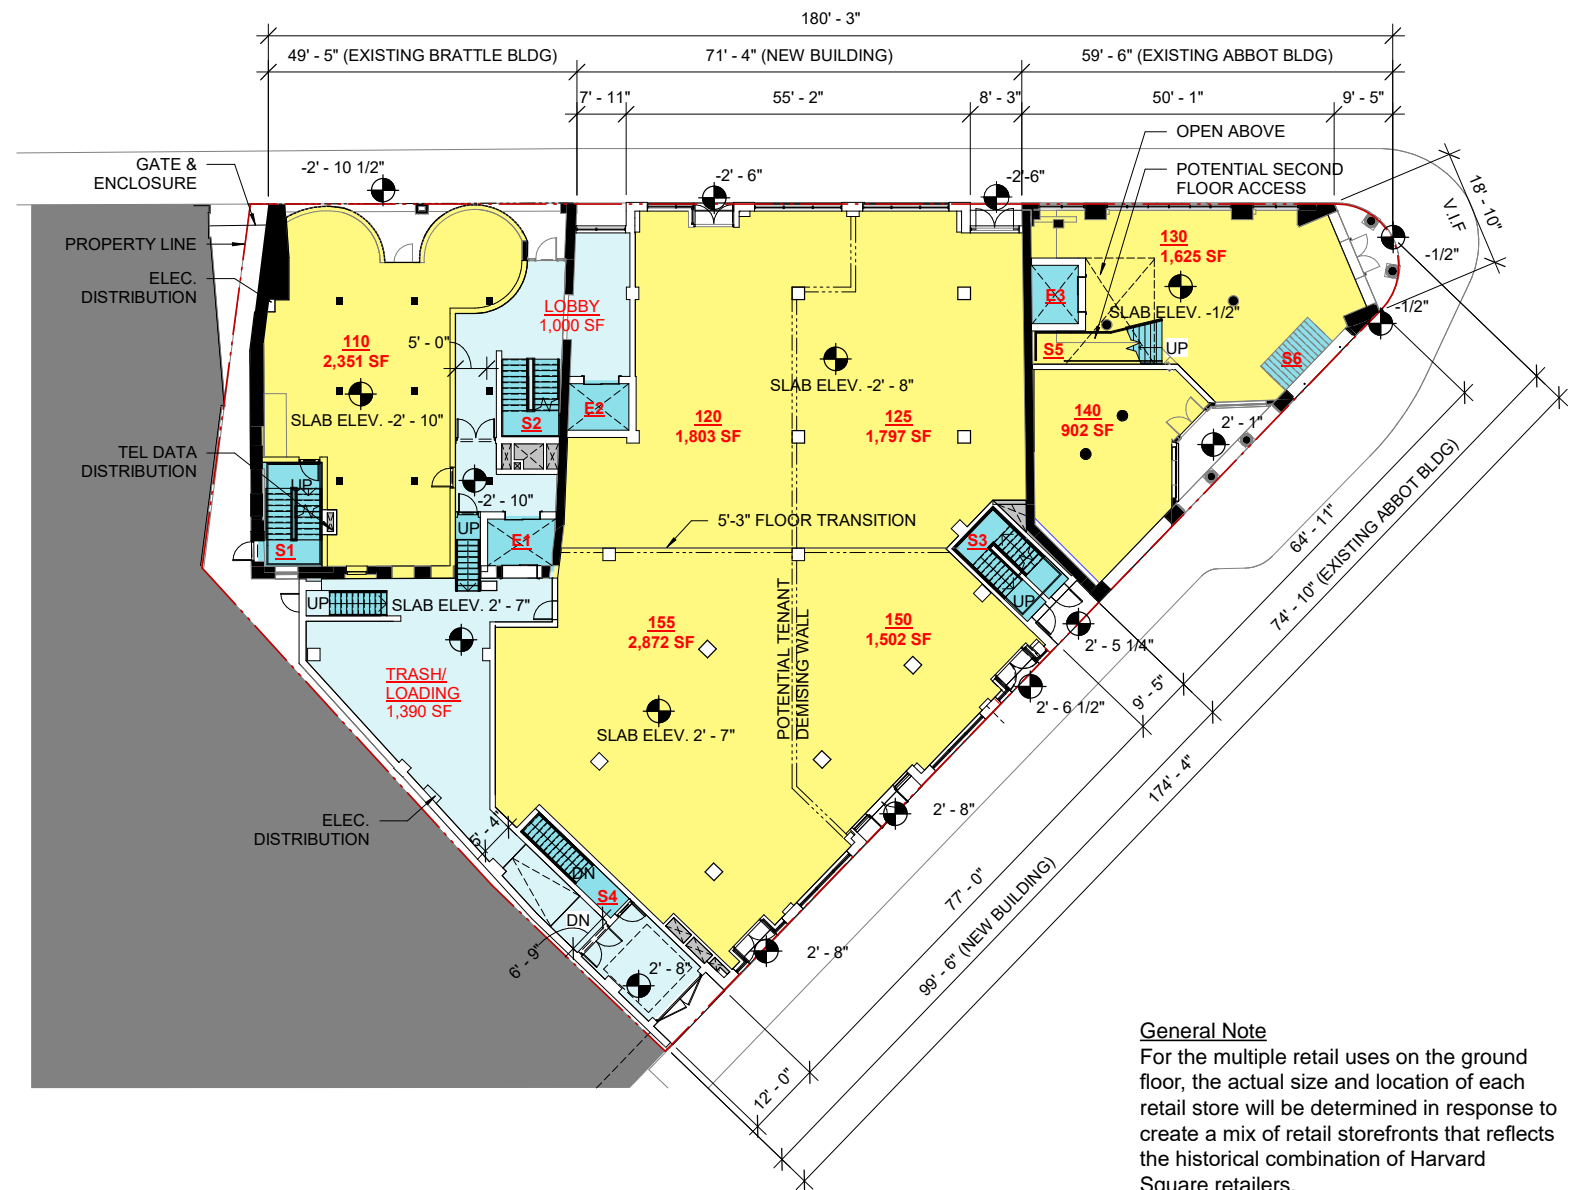 180' - 3"
49' - 5" (EXISTING BRATTLE BLDG)
71' - 4" (NEW BUILDING)
59' - 6" (EXISTING ABBOT BLDG)
7' - 11"
55' - 2"
8' - 3"
50' - 1"
9' - 5"
OPEN ABOVE
POTENTIAL SECOND
FLOOR ACCESS
GATE &
ENCLOSURE
-2' - 10 1/2"
-2' - 6"
-2'-6"
18' - 10"
V.I.F
PROPERTY LINE
ELEC.
DISTRIBUTION
130
1,625 SF
-1/2"
-1/2"
E3
SLAB ELEV. -1/2"
LOBBY
1,000 SF
110
2,351 SF
5' - 0"
S5
UP
S6
SLAB ELEV. -2' - 8"
SLAB ELEV. -2' - 10"
E2
S2
120
1,803 SF
125
1,797 SF
140
902 SF
2' - 1"
TEL DATA
DISTRIBUTION
UP
-2' - 10"
S1
UP
E1
5'-3" FLOOR TRANSITION
S3
UP
64' - 11"
74' - 10" (EXISTING ABBOT BLDG)
UP
SLAB ELEV. 2' - 7"
155
2,872 SF
150
1,502 SF
POTENTIAL TENANT
DEMISING WALL
2' - 5 1/4"
TRASH/
LOADING
1,390 SF
SLAB ELEV. 2' - 7"
2' - 6 1/2"
9' - 5"
174' - 4"
ELEC.
DISTRIBUTION
2' - 8"
DN
S4
DN
77' - 0"
99' - 6" (NEW BUILDING)
6' - 9"
2' - 8"
2' - 8"
12' - 0"
General Note
For the multiple retail uses on the ground
floor, the actual size and location of each
retail store will be determined in response to
create a mix of retail storefronts that reflects
the historical combination of Harvard
Square retailers.